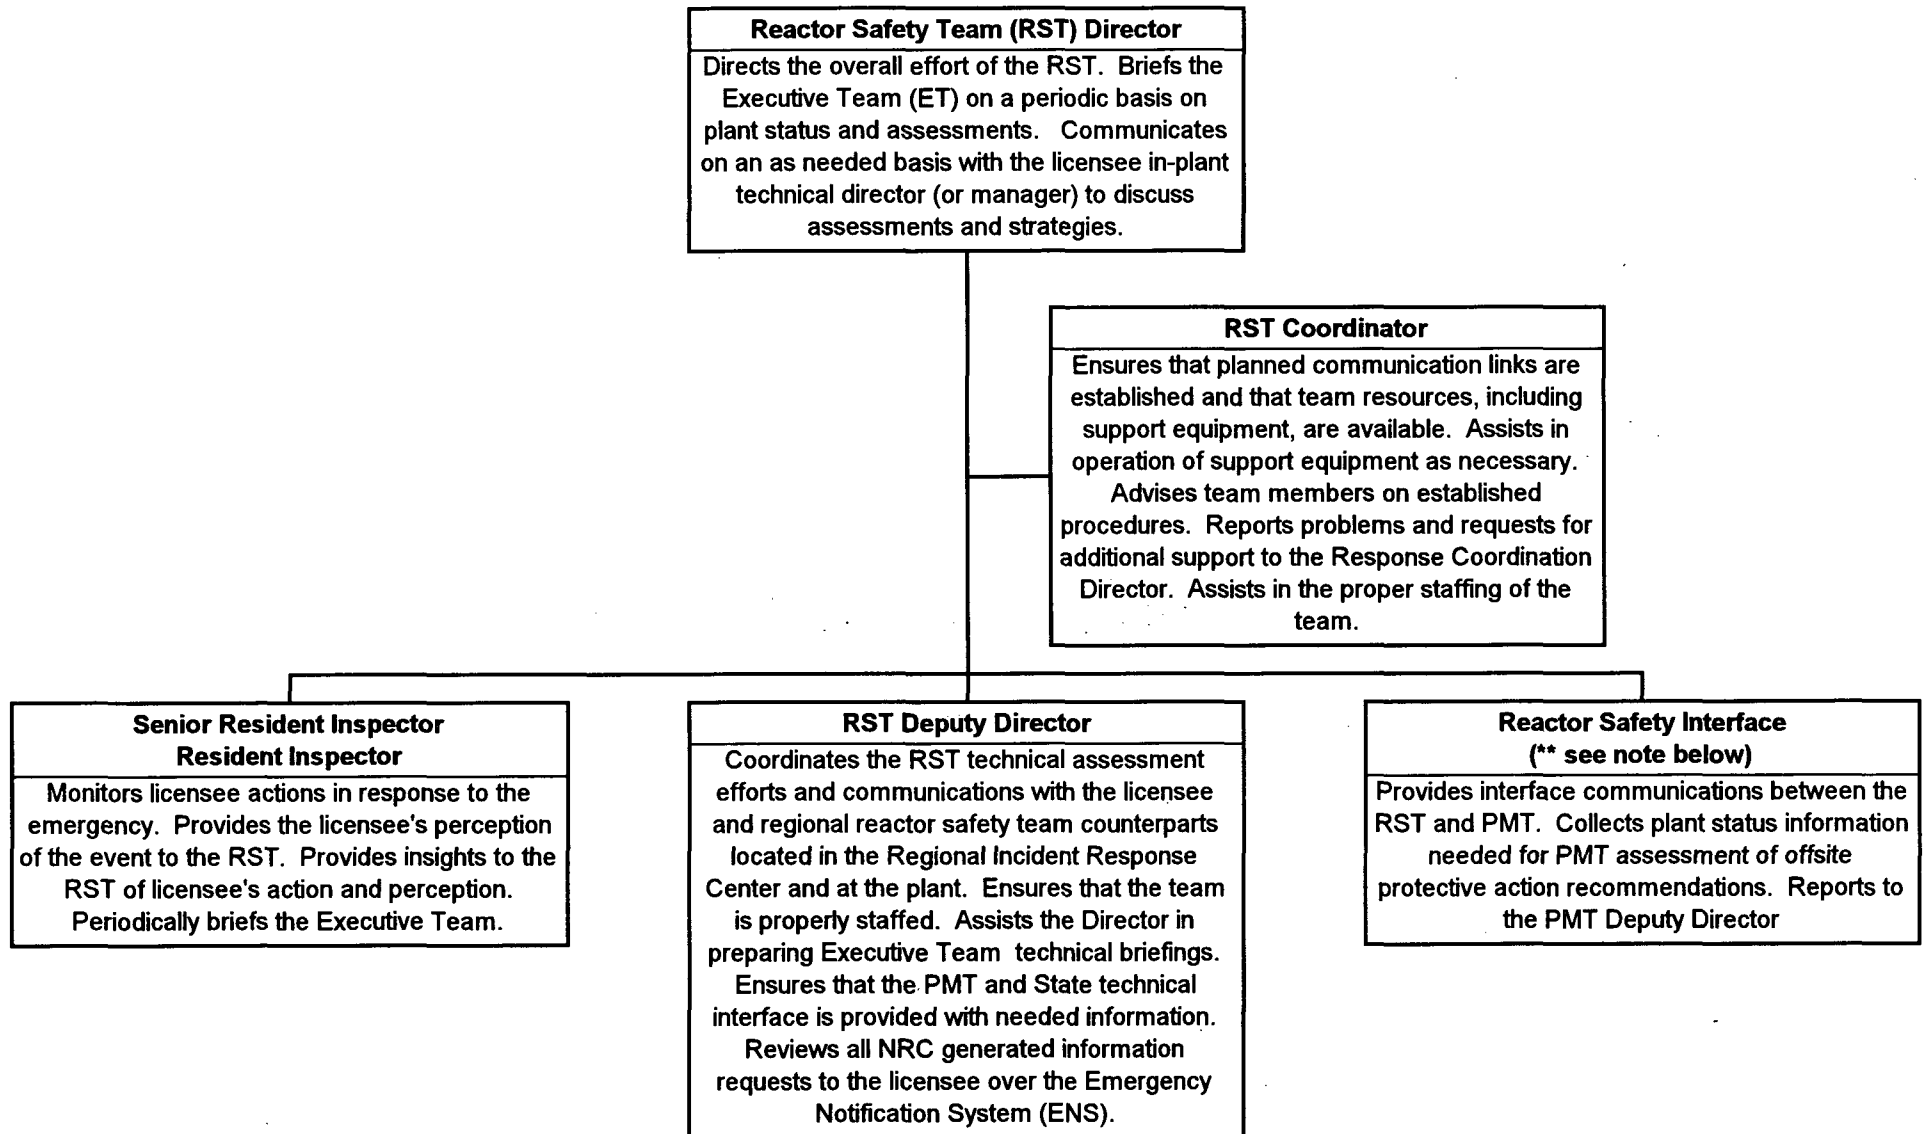 Reactor Safety Team (RST) Director
Directs the overall effort of the RST. Briefs the
Executive Team (ET) on a periodic basis on
plant status and assessments. Communicates
on an as needed basis with the licensee in-plant
technical director (or manager) to discuss
assessments and strategies.
RST Coordinator
Ensures that planned communication links are
established and that team resources, including
support equipment, are available. Assists in
operation of support equipment as necessary.
Advises team members on established
procedures. Reports problems and requests for
additional support to the Response Coordination
Director. Assists in the proper staffing of the
team.
Senior Resident Inspector
Resident Inspector
Monitors licensee actions in response to the
emergency. Provides the licensee's perception
of the event to the RST. Provides insights to the
RST of licensee's action and perception.
Periodically briefs the Executive Team.
RST Deputy Director
Coordinates the RST technical assessment
efforts and communications with the licensee
and regional reactor safety team counterparts
located in the Regional Incident Response
Center and at the plant. Ensures that the team
is properly staffed. Assists the Director in
preparing Executive Team technical briefings.
Ensures that the PMT and State technical
interface is provided with needed information.
Reviews all NRC generated information
requests to the licensee over the Emergency
Notification System (ENS).
Reactor Safety Interface
(** see note below)
Provides interface communications between the
RST and PMT. Collects plant status information
needed for PMT assessment of offsite
protective action recommendations. Reports to
the PMT Deputy Director